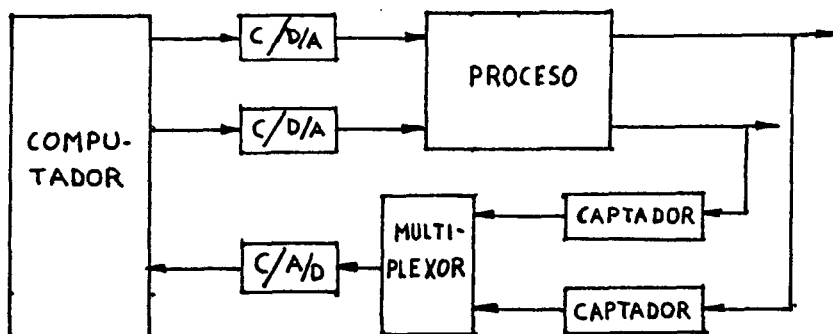 C/D/A
PROCESO
C/D/A
COMPU-
TADOR
CAPTADOR
MULTI-
PLEXOR
C/A/D
CAPTADOR